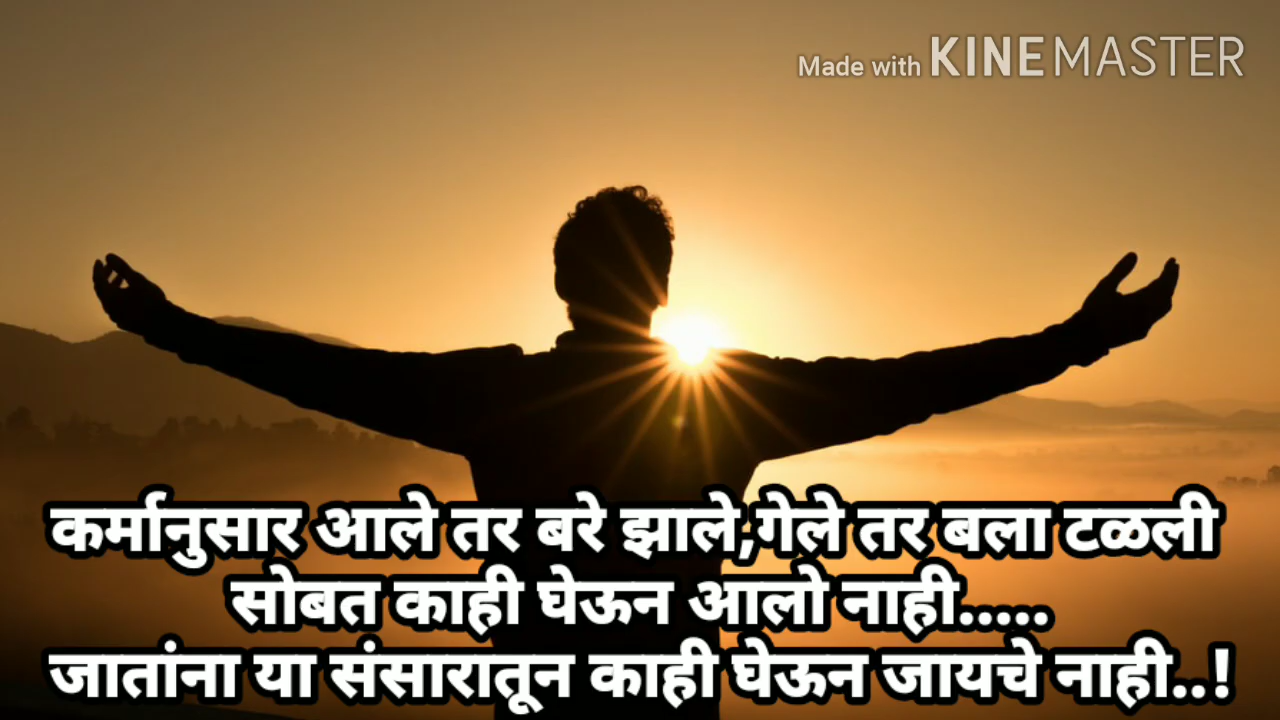 Made with KINEMASTER
कर्मानुसार आले तर बरे झाले,गेले तर बला टळली
सोबत काही घेऊन आलो नाही.....
जातांना या संसारातून काही घेऊन जायचे नाही..!